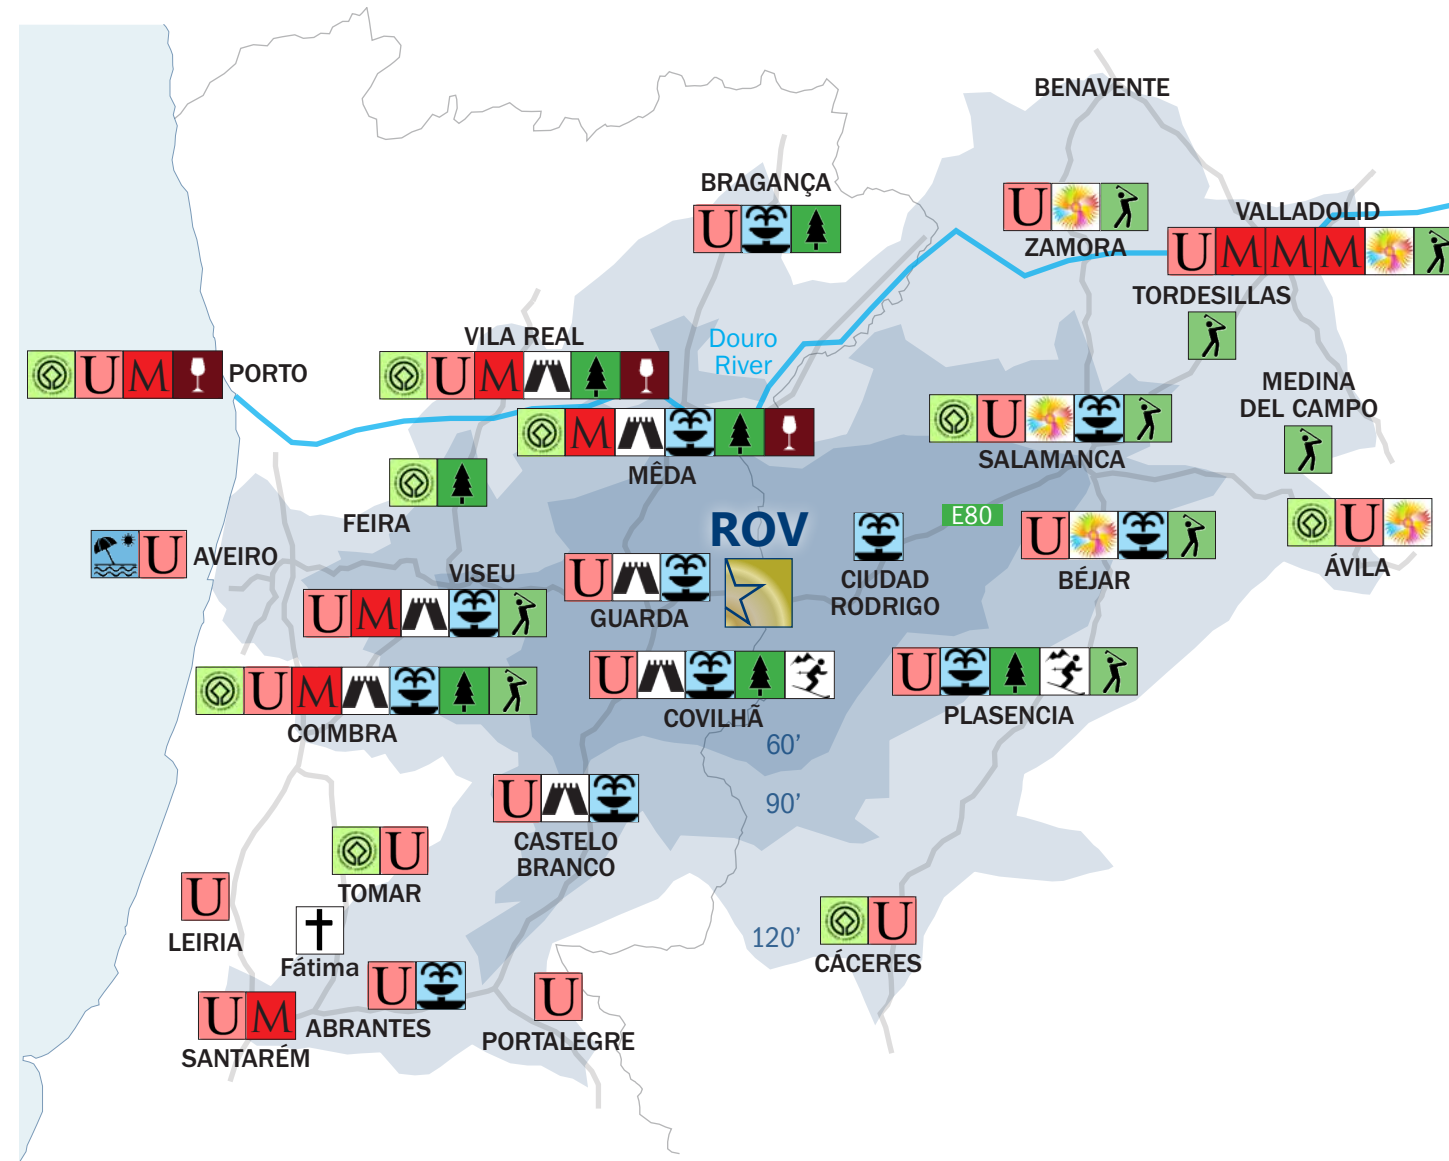 BENAVENTE
BRAGANÇA
U
U
ZAMORA
VALLADOLID
U M M M
TORDESILLAS
VILA REAL
Douro
River
U M
PORTO
U M
MEDINA
DEL CAMPO
M
MÊDA
U
SALAMANCA
FEIRA
ROV
E80
U
AVEIRO
VISEU
U M
U
GUARDA
CIUDAD
RODRIGO
U
BÉJAR
U
ÁVILA
U M
COIMBRA
U
COVILHÃ
U
PLASENCIA
60’
90’
U
CASTELO
BRANCO
U
TOMAR
U
LEIRIA
Fátima
120’
U
CÁCERES
U
ABRANTES
U M
SANTARÉM
U
PORTALEGRE